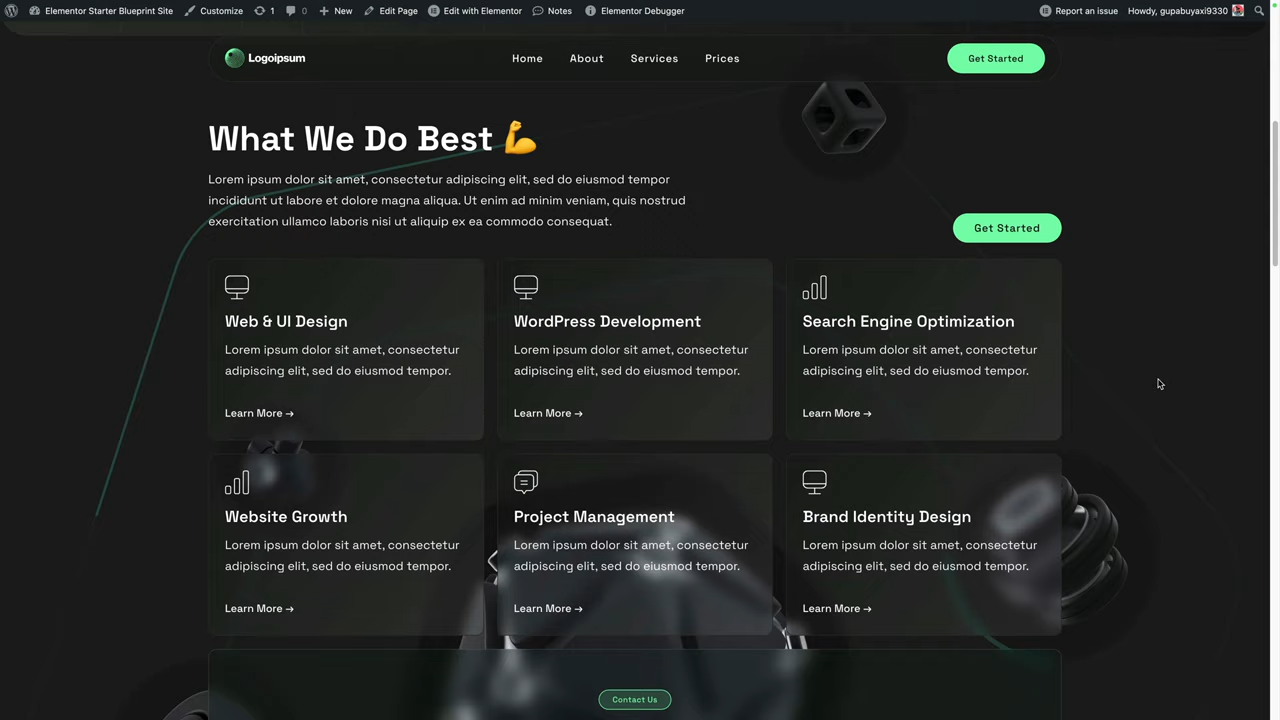 Elementor Starter Blueprint Site Customize 1 0 New Edit Page Edit with Elementor Notes Elementor Debugger Report an issue Howdy, gupabuyaxi9330
Logoipsum Home About Services Prices Get Started
What We Do Best 💪
Lorem ipsum dolor sit amet, consectetur adipiscing elit, sed do eiusmod tempor
incididunt ut labore et dolore magna aliqua. Ut enim ad minim veniam, quis nostrud
exercitation ullamco laboris nisi ut aliquip ex ea commodo consequat.
Get Started
Web & UI Design
Lorem ipsum dolor sit amet, consectetur
adipiscing elit, sed do eiusmod tempor.
Learn More →
WordPress Development
Lorem ipsum dolor sit amet, consectetur
adipiscing elit, sed do eiusmod tempor.
Learn More →
Search Engine Optimization
Lorem ipsum dolor sit amet, consectetur
adipiscing elit, sed do eiusmod tempor.
Learn More →
Website Growth
Lorem ipsum dolor sit amet, consectetur
adipiscing elit, sed do eiusmod tempor.
Learn More →
Project Management
Lorem ipsum dolor sit amet, consectetur
adipiscing elit, sed do eiusmod tempor.
Learn More →
Brand Identity Design
Lorem ipsum dolor sit amet, consectetur
adipiscing elit, sed do eiusmod tempor.
Learn More →
Contact Us